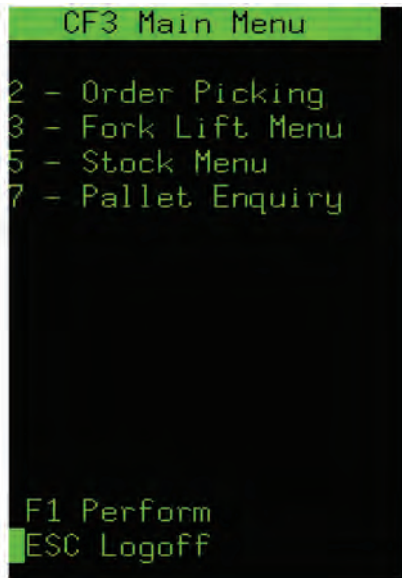 CF3 Main Menu
2 - Order Picking
3 - Fork Lift Menu
5 - Stock Menu
7 - Pallet Enquiry
F1 Perform
ESC Logoff